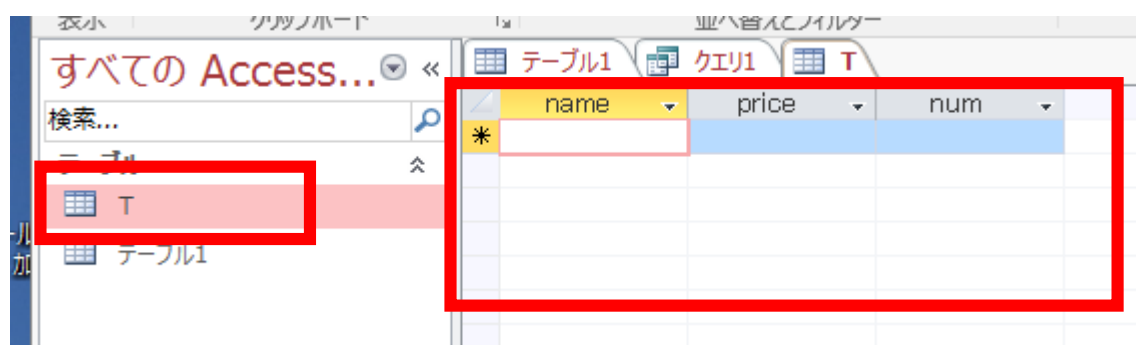 表示 クリップボード 並べ替えとフィルター
すべての Access... «
テーブル1 クエリ1 T
検索...
name price num
テーブル
T
テーブル1